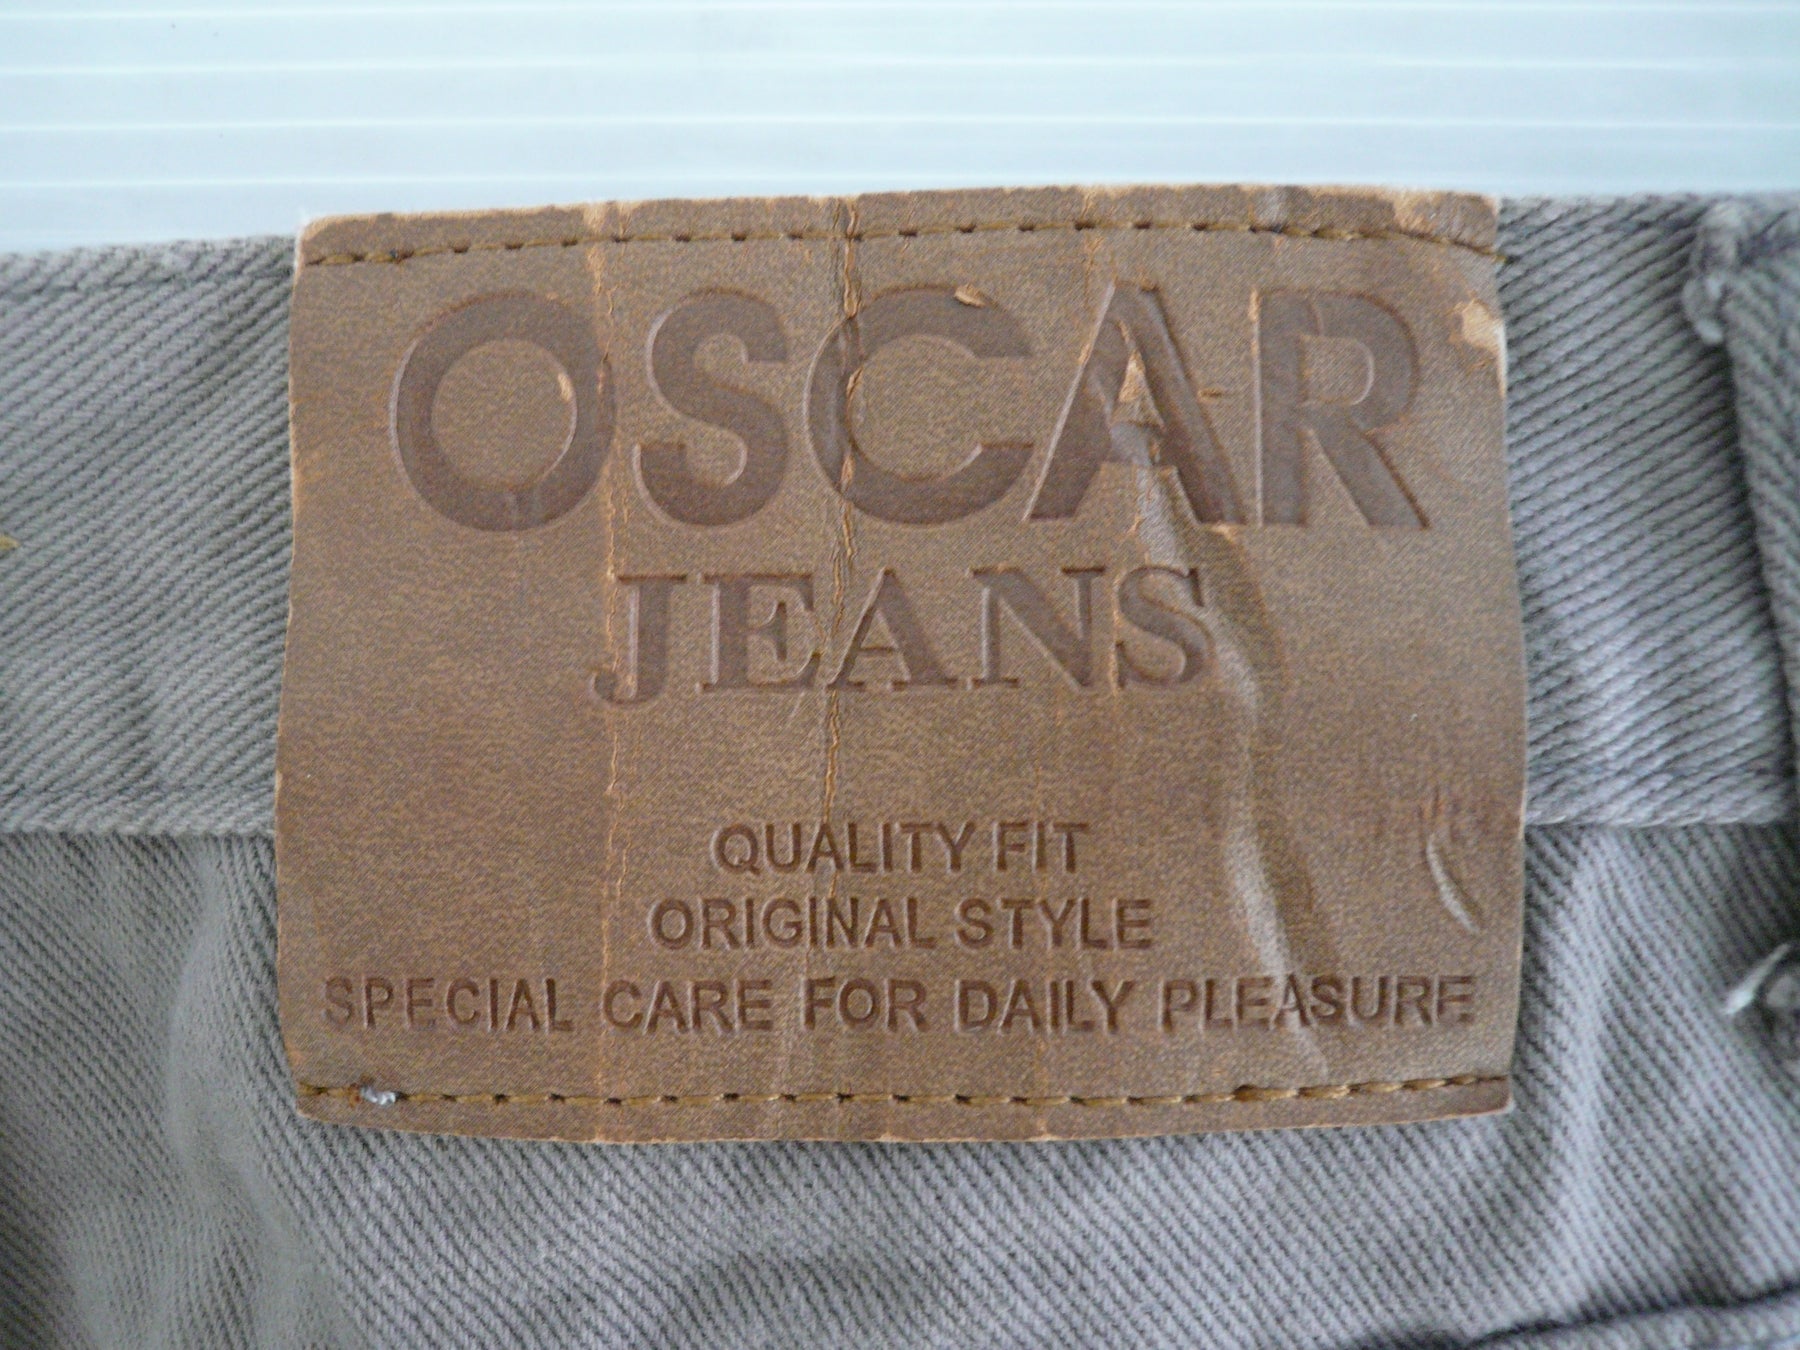 OSCAR
JEANS
QUALITY FIT
ORIGINAL STYLE
SPECIAL CARE FOR DAILY PLEASURE